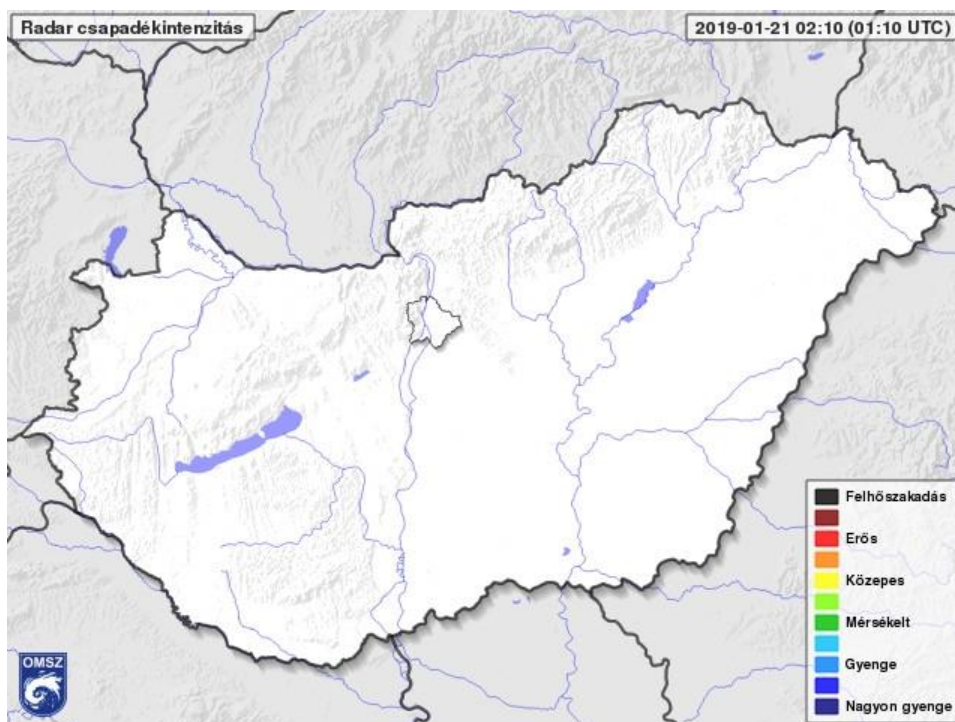 Radar csapadékintenzitás
2019-01-21 02:10 (01:10 UTC)
Felhőszakadás
Erős
Közepes
Mérsékelt
Gyenge
Nagyon gyenge
OMSZ